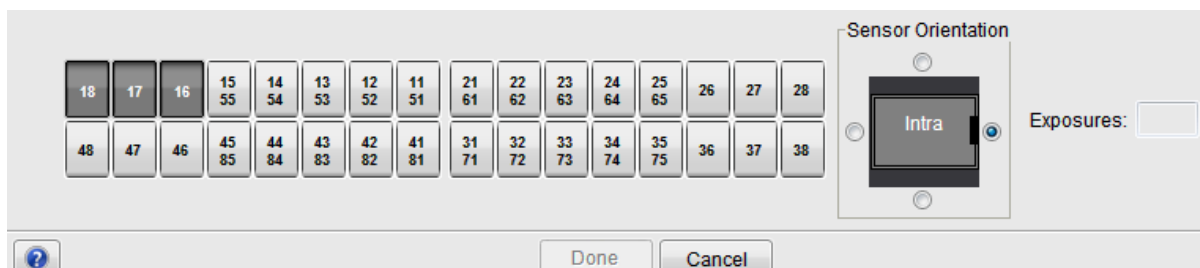 Sensor Orientation
18 17 16 15 14 13 12 11 21 22 23 24 25 26 27 28
55 54 53 52 51 61 62 63 64 65
Intra
Exposures:
48 47 46 45 44 43 42 41 31 32 33 34 35 36 37 38
85 84 83 82 81 71 72 73 74 75
? Done Cancel